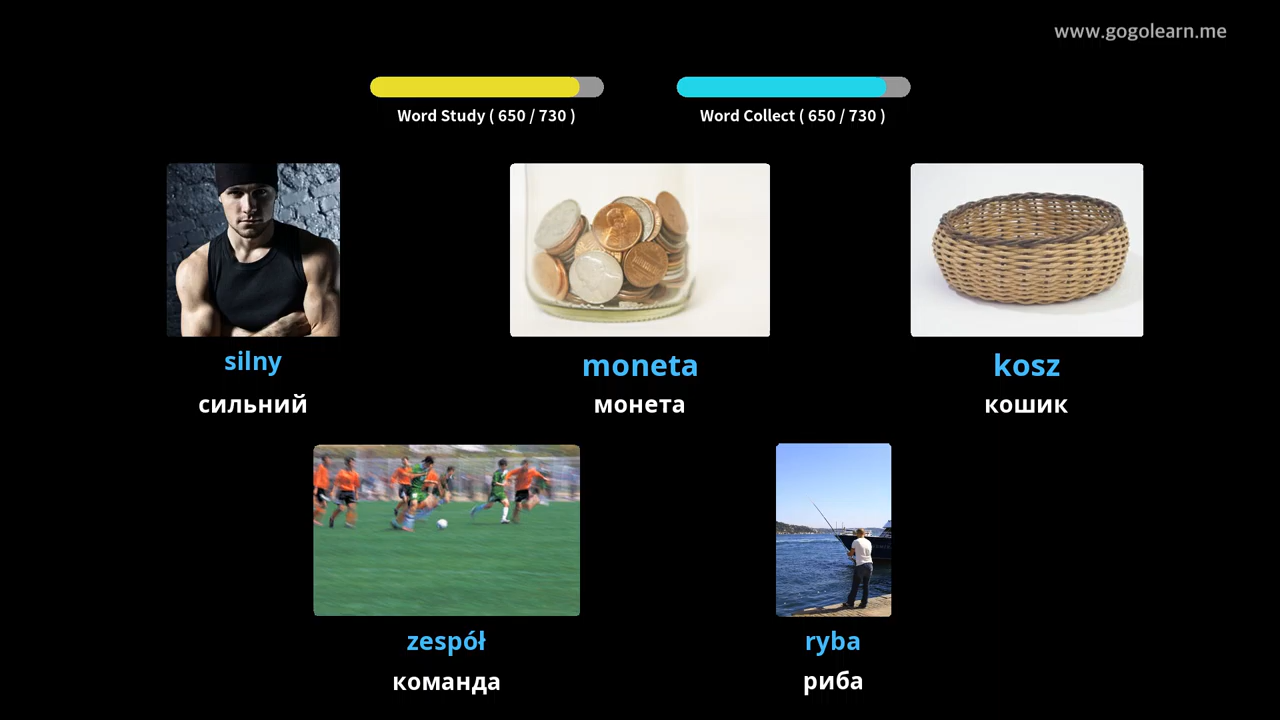 www.gogolearn.me
Word Study ( 650 / 730 )
Word Collect ( 650 / 730 )
silny
moneta
kosz
сильний
монета
кошик
zespół
ryba
команда
риба